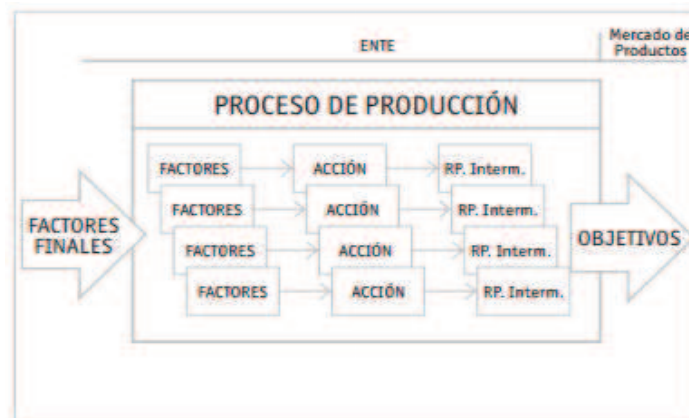 ENTE
Mercado de
Productos
PROCESO DE PRODUCCIÓN
FACTORES
FINALES
FACTORES ACCIÓN RP. Interm.
FACTORES ACCIÓN RP. Interm.
FACTORES ACCIÓN RP. Interm.
FACTORES ACCIÓN RP. Interm.
OBJETIVOS